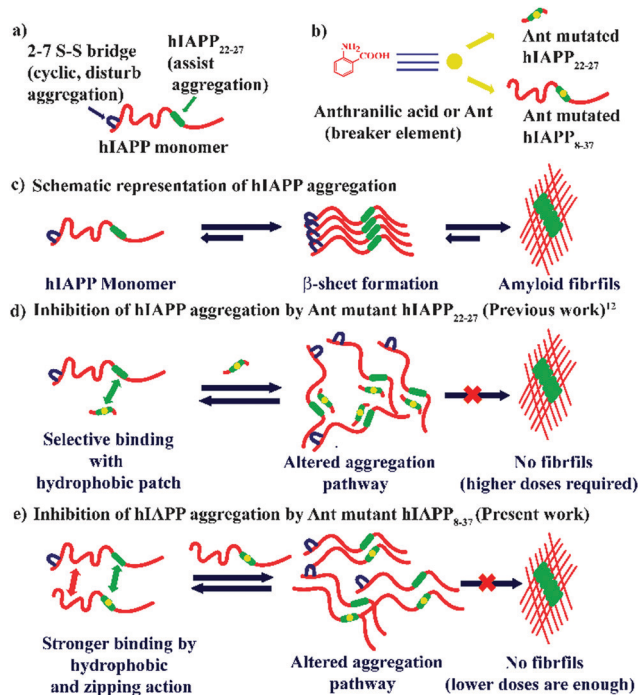 a)
2-7 S-S bridge
(cyclic, disturb
aggregation)
hIAPP22-27
(assist
aggregation)
hIAPP monomer
b)
NH2
COOH
Anthranilic acid or Ant
(breaker element)
Ant mutated
hIAPP22-27
Ant mutated
hIAPP8-37
c) Schematic representation of hIAPP aggregation
hIAPP Monomer
β-sheet formation
Amyloid fibrfils
d) Inhibition of hIAPP aggregation by Ant mutant hIAPP22-27 (Previous work)12
Selective binding
with
hydrophobic patch
Altered aggregation
pathway
No fibrfils
(higher doses required)
e) Inhibition of hIAPP aggregation by Ant mutant hIAPP8-37 (Present work)
Stronger binding by
hydrophobic
and zipping action
Altered aggregation
pathway
No fibrfils
(lower doses are enough)